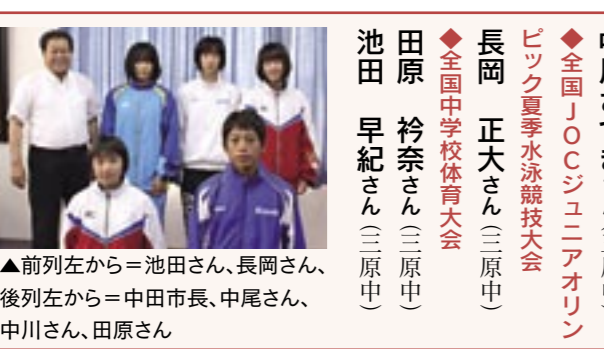 ◆全国JOCジュニアオリン
ピック夏季水泳競技大会
長岡 正大さん(三原中)
◆全国中学校体育大会
田原 衿奈さん(三原中)
池田 早紀さん(三原中)
▲前列左から=池田さん、長岡さん、
後列左から=中田市長、中尾さん、
中川さん、田原さん